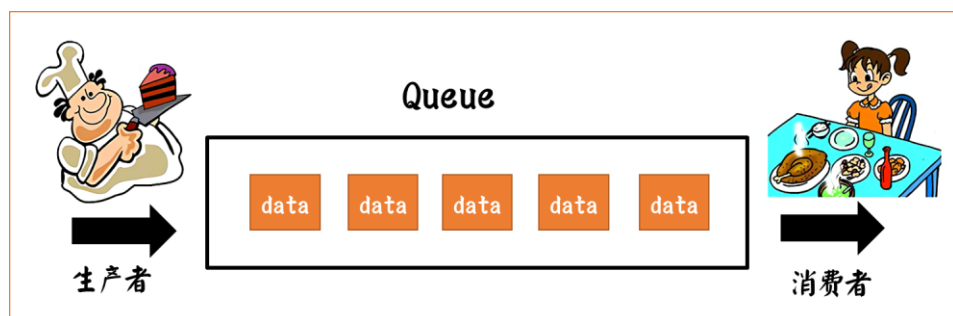 Queue
data data data data data
生产者
消费者